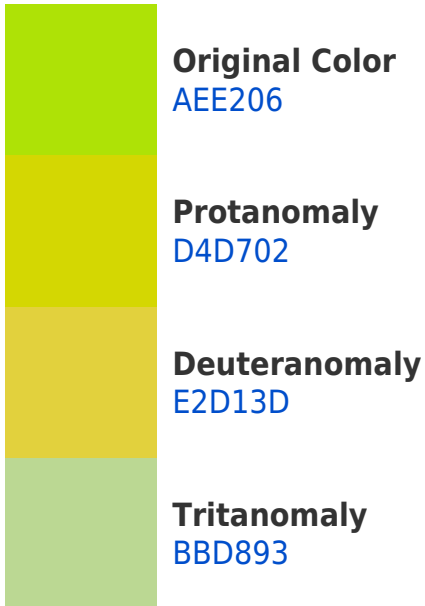 Original Color
AEE206
Protanomaly
D4D702
Deuteranomaly
E2D13D
Tritanomaly
BBD893